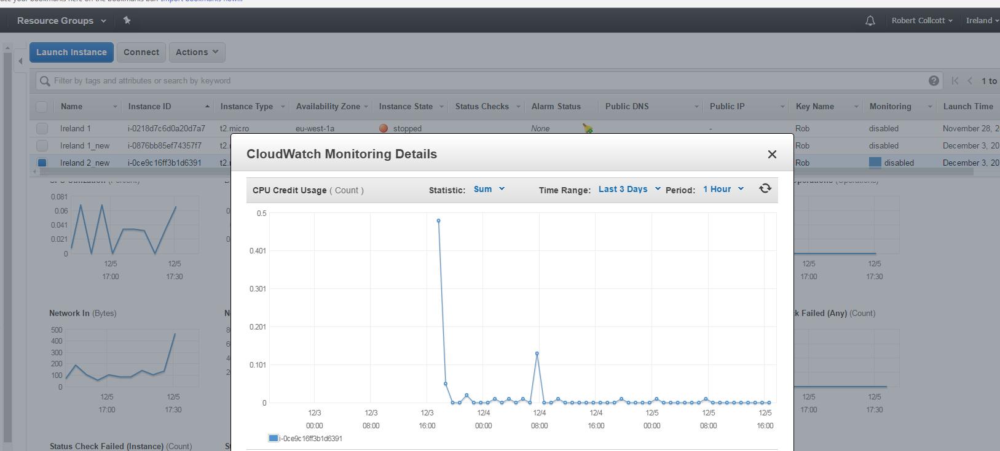 Import bookmarks now...
Resource Groups
Robert Collcott
Ireland
Launch Instance
Connect
Actions
Filter by tags and attributes or search by keyword
1 to
Name Instance ID Instance Type Availability Zone Instance State Status Checks Alarm Status Public DNS Public IP Key Name Monitoring Launch Time
Ireland 1 i-0218d7c6d0a20d7a7 t2.micro eu-west-1a stopped None - Rob disabled November 28, 2
Ireland 1_new i-0876bb85ef74357f7 t2. Rob disabled December 3, 20
Ireland 2_new i-0ce9c16ff3b1d6391 t2. Rob disabled December 3, 20
CloudWatch Monitoring Details
CPU Credit Usage ( Count )
Statistic: Sum
Time Range: Last 3 Days
Period: 1 Hour
0.5
0.401
0.301
0.201
0.101
0
12/3 12/3 12/3 12/4 12/4 12/4 12/5 12/5 12/5
00:00 08:00 16:00 00:00 08:00 16:00 00:00 08:00 16:00
i-0ce9c16ff3b1d6391
(Percent)
0.081
0.06
0.041
0.021
0
12/5 12/5
17:00 17:30
Network In (Bytes)
500
400
300
200
100
0
12/5 12/5
17:00 17:30
Status Check Failed (Instance) (Count)
Operations (Operations)
12/5 12/5
17:00 17:30
k Failed (Any) (Count)
12/5 12/5
17:00 17:30